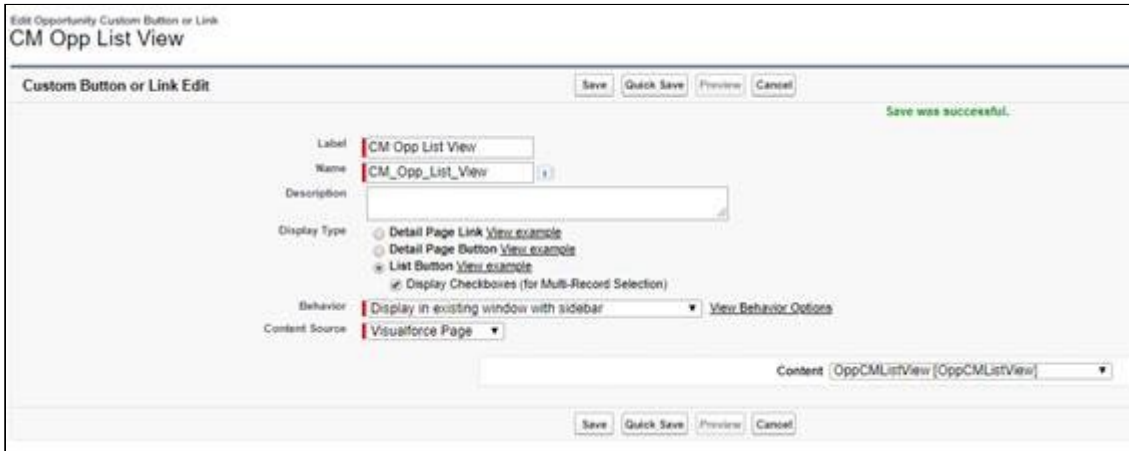 Edit Opportunity Custom Button or Link
CM Opp List View
Custom Button or Link Edit
Save Quick Save Preview Cancel
Save was successful.
Label CM Opp List View
Name CM_Opp_List_View i
Description
Display Type Detail Page Link View example
Detail Page Button View example
List Button View example
Display Checkboxes (for Multi-Record Selection)
Behavior Display in existing window with sidebar View Behavior Options
Content Source Visualforce Page
Content OppCMListView [OppCMListView]
Save Quick Save Preview Cancel